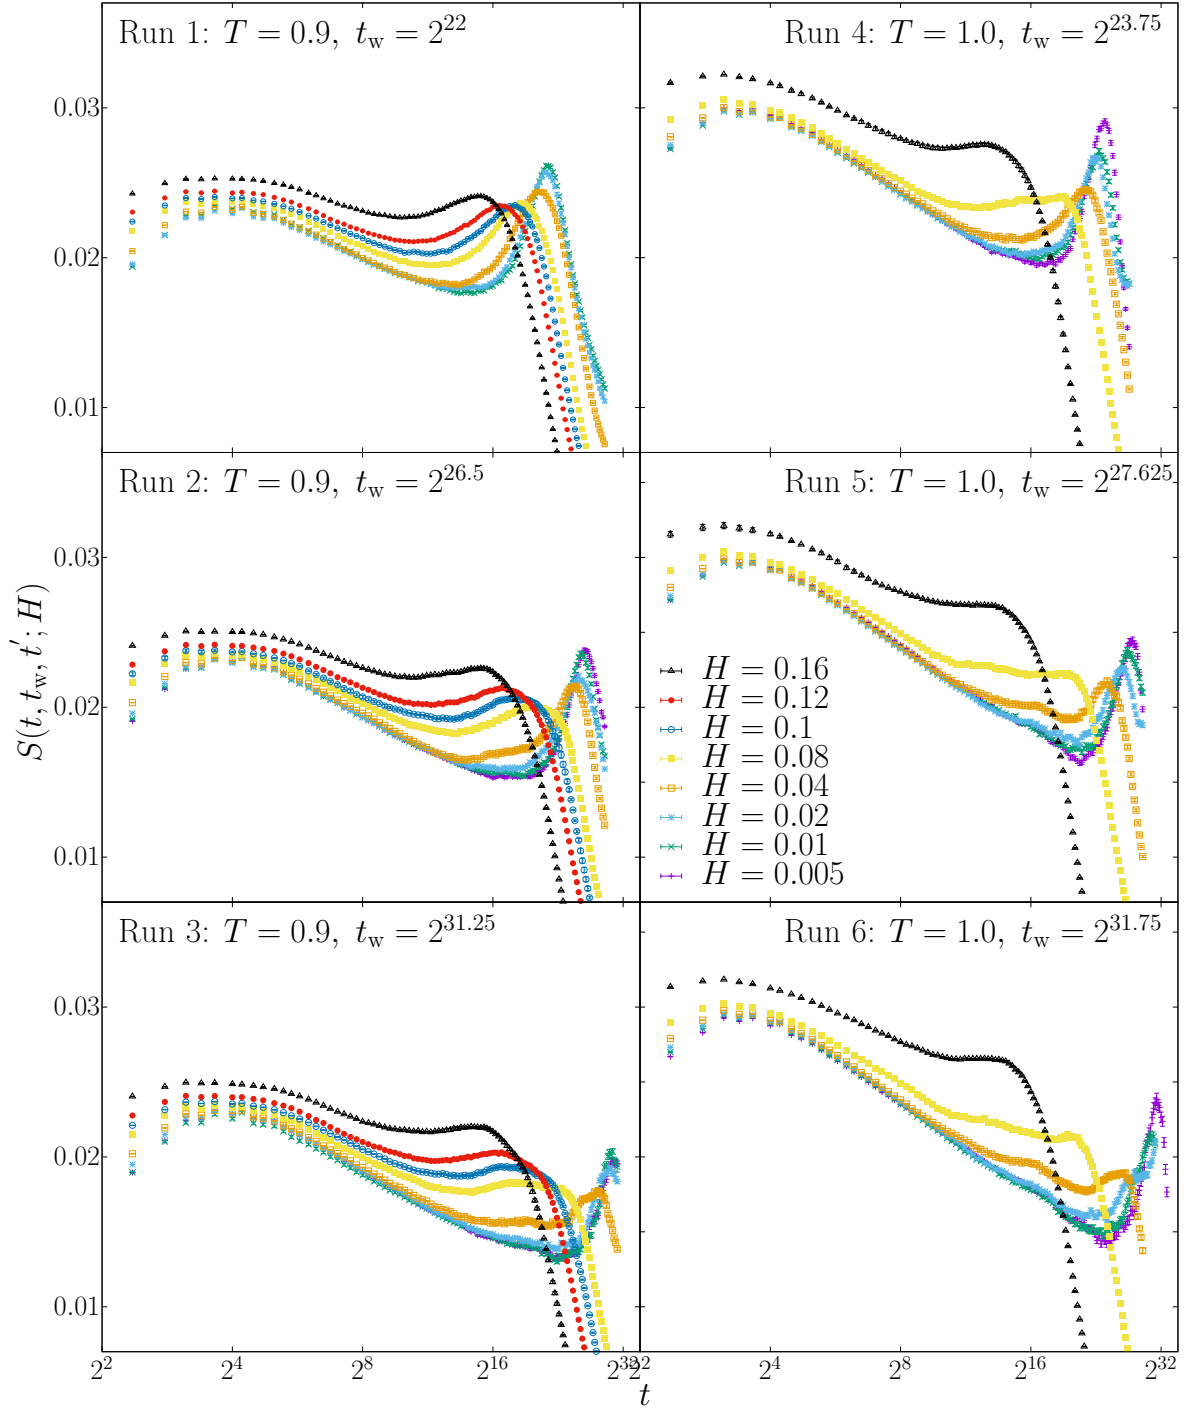 Run 1: T = 0.9, t_w = 2^22
Run 4: T = 1.0, t_w = 2^23.75
0.03
0.02
0.01
Run 2: T = 0.9, t_w = 2^26.5
Run 5: T = 1.0, t_w = 2^27.625
0.03
0.02
0.01
S(t, t_w, t′; H)
H = 0.16
H = 0.12
H = 0.1
H = 0.08
H = 0.04
H = 0.02
H = 0.01
H = 0.005
Run 3: T = 0.9, t_w = 2^31.25
Run 6: T = 1.0, t_w = 2^31.75
0.03
0.02
0.01
2^2 2^4 2^8 2^16 2^32 2^2 2^4 2^8 2^16 2^32
t